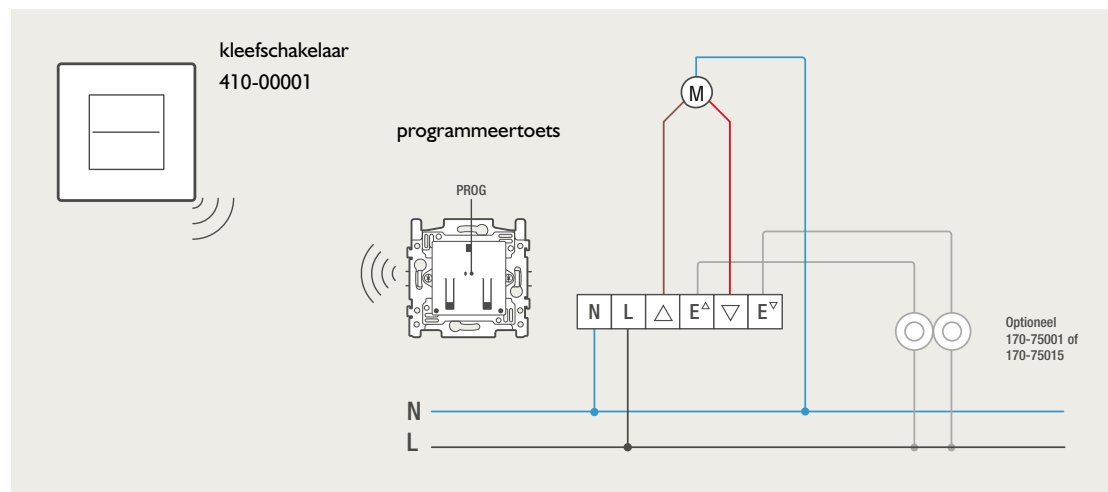 kleefschakelaar
410-00001
programmeertoets
PROG
M
N L △ E△ ▽ E▽
Optioneel
170-75001 of
170-75015
N
L